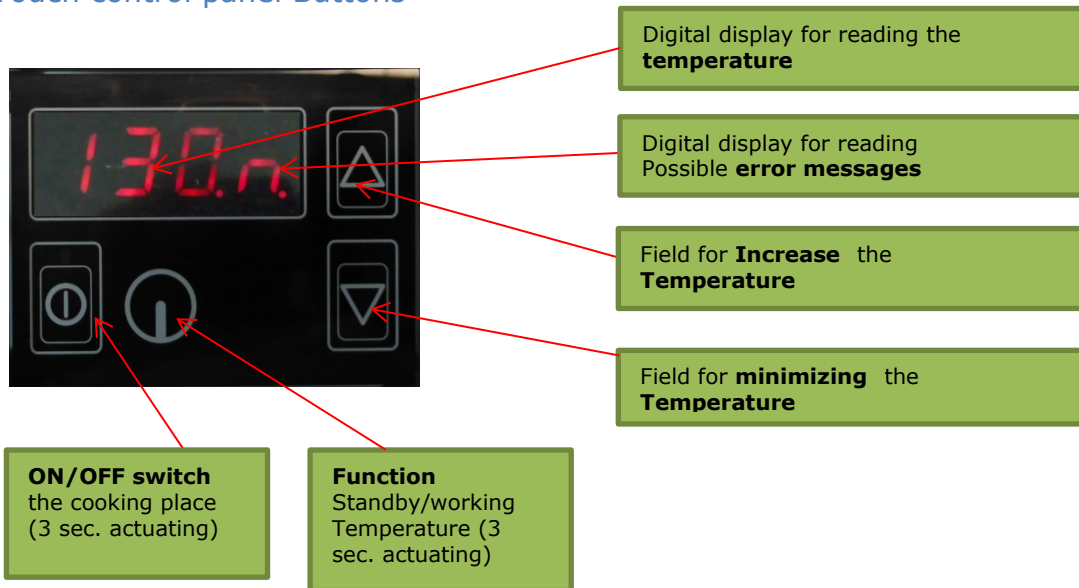 Touch control panel Buttons
Digital display for reading the
temperature
130.n.
Digital display for reading
Possible error messages
Field for Increase the
Temperature
Field for minimizing the
Temperature
ON/OFF switch
the cooking place
(3 sec. actuating)
Function
Standby/working
Temperature (3
sec. actuating)